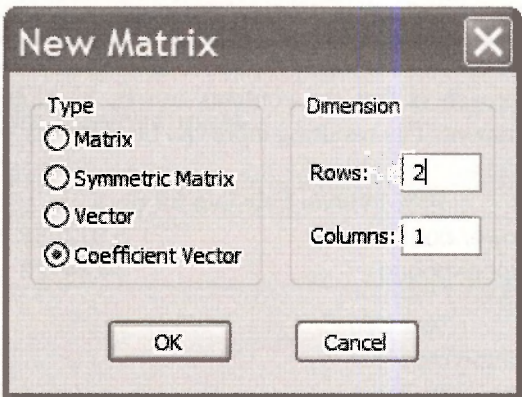 New Matrix
Type
Matrix
Symmetric Matrix
Vector
Coefficient Vector
Dimension
Rows: 2
Columns: 1
OK
Cancel